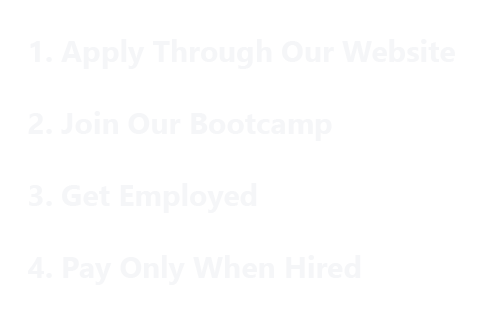 1. Apply Through Our Website
2. Join Our Bootcamp
3. Get Employed
4. Pay Only When Hired